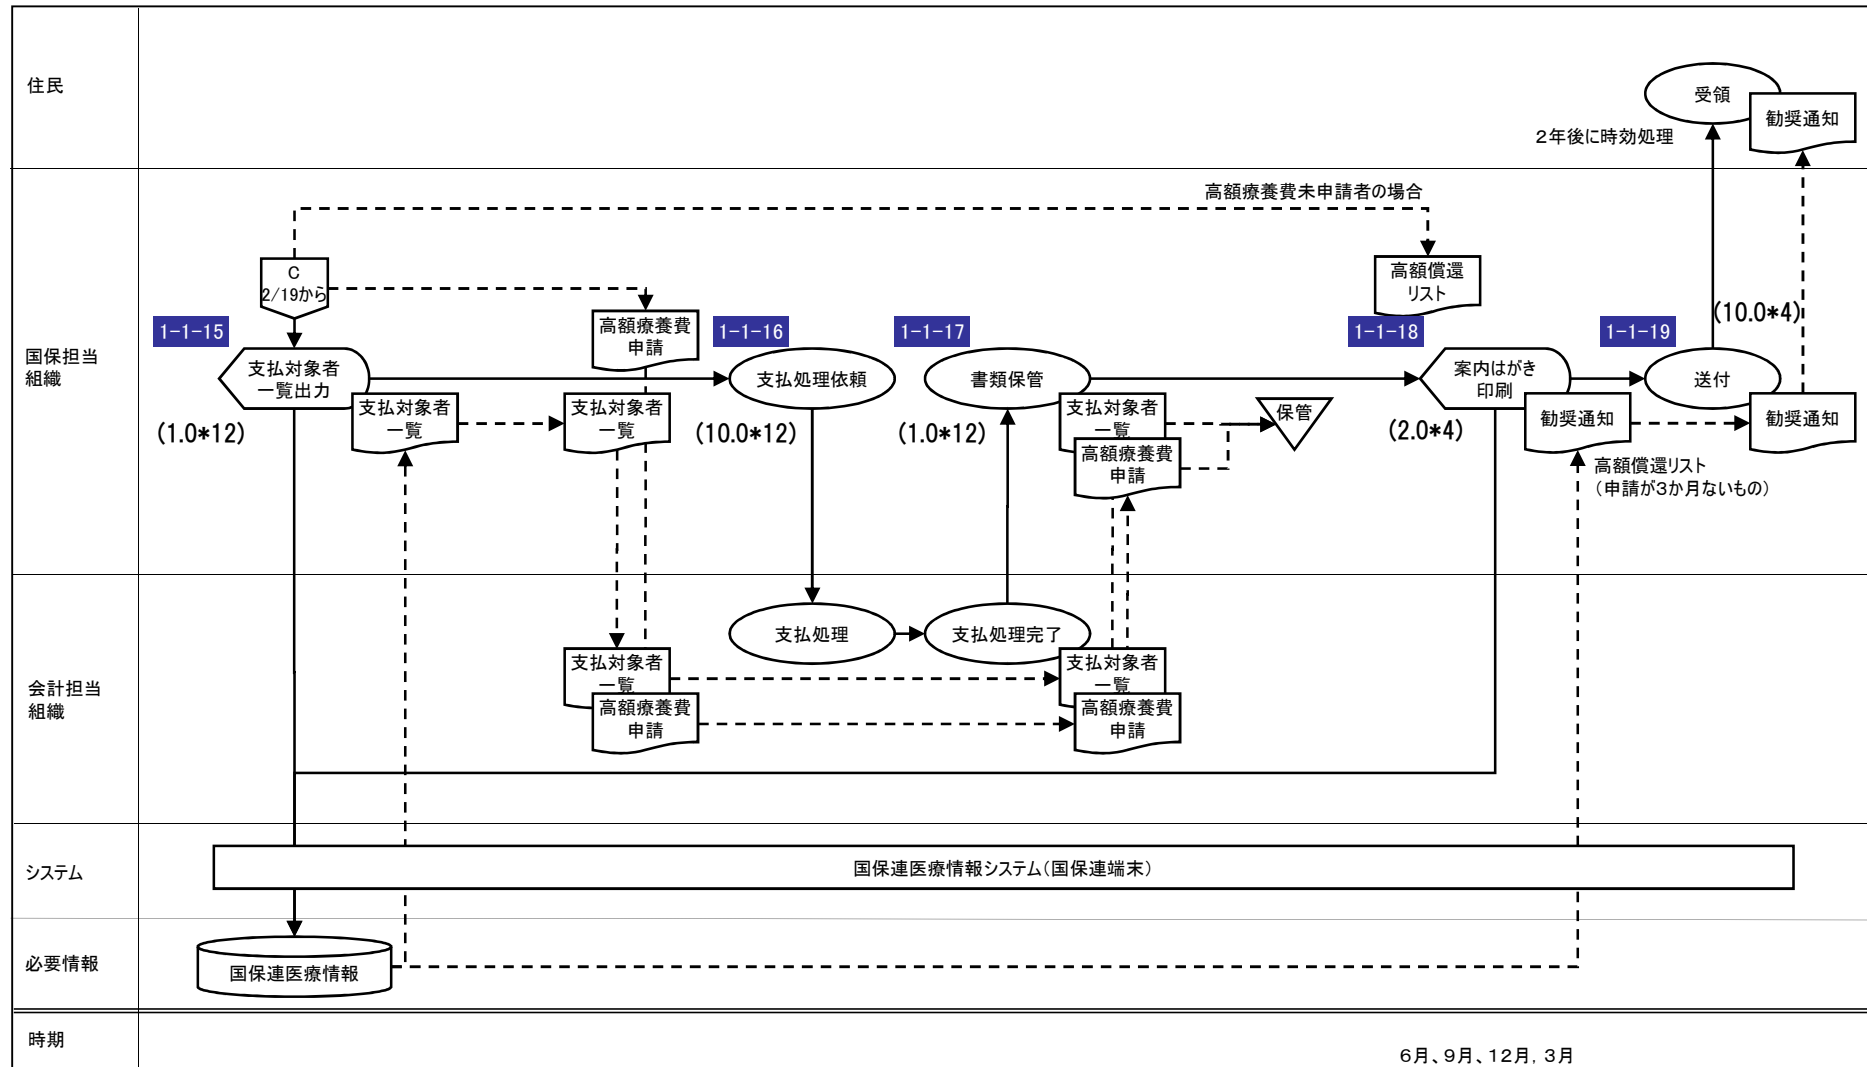 住民
受領
勧奨通知
2年後に時効処理
国保担当
組織
高額療養費未申請者の場合
C
2/19から
高額償還
リスト
1-1-15
高額療養費
申請
1-1-16
1-1-17
1-1-18
1-1-19
(10.0*4)
支払対象者
一覧出力
支払処理依頼
書類保管
案内はがき
印刷
送付
(1.0*12)
支払対象者
一覧
支払対象者
一覧
(10.0*12)
(1.0*12)
支払対象者
一覧
高額療養費
申請
保管
(2.0*4)
勧奨通知
勧奨通知
高額償還リスト
(申請が3か月ないもの)
会計担当
組織
支払処理
支払処理完了
支払対象者
一覧
高額療養費
申請
支払対象者
一覧
高額療養費
申請
システム
国保連医療情報システム(国保連端末)
必要情報
国保連医療情報
時期
6月、9月、12月, 3月